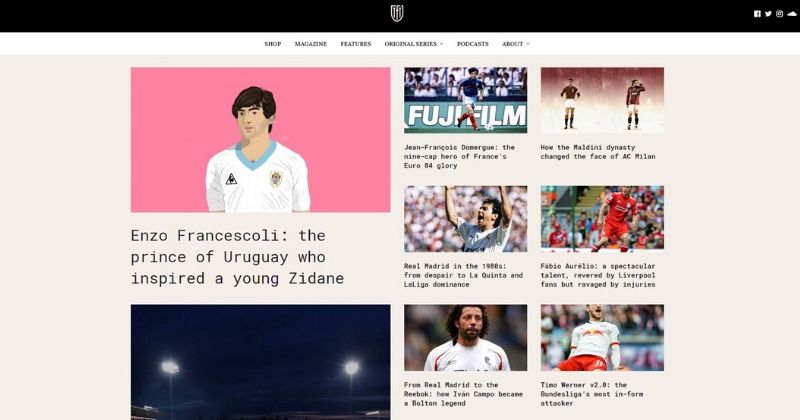 SHOP MAGAZINE FEATURES ORIGINAL SERIES PODCASTS ABOUT
Enzo Francescoli: the
prince of Uruguay who
inspired a young Zidane
FUJIFILM
Jean-François Domergue: the
nine-cap hero of France's
Euro 84 glory
How the Maldini dynasty
changed the face of AC Milan
Real Madrid in the 1980s:
from despair to La Quinta and
LaLiga dominance
Fábio Aurélio: a spectacular
talent, revered by Liverpool
fans but ravaged by injuries
From Real Madrid to the
Reebok: how Iván Campo became
a Bolton legend
Timo Werner v2.0: the
Bundesliga's most in-form
attacker